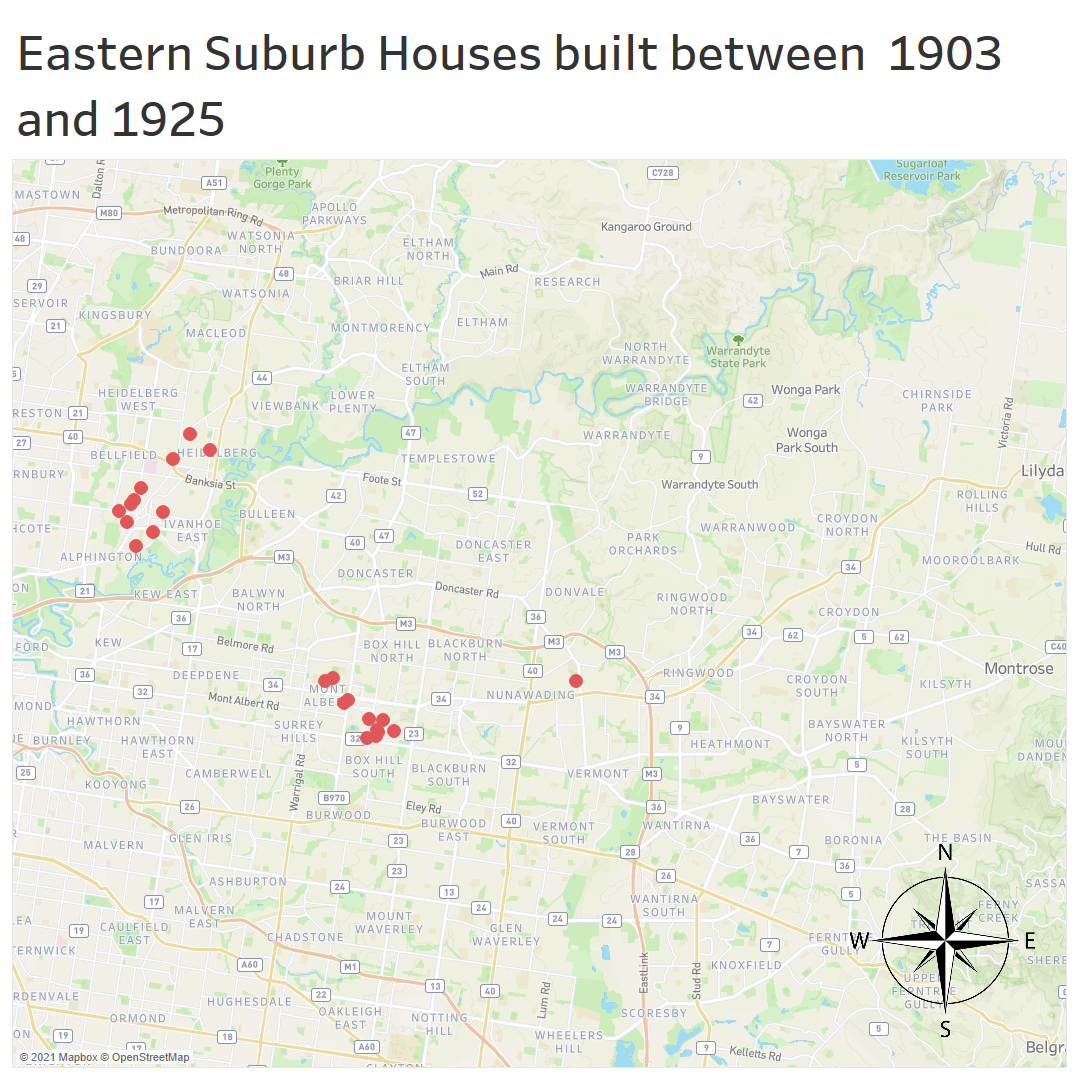 Eastern Suburb Houses built between 1903
and 1925
Plenty
Gorge Park
Sugarloaf
Reservoir Park
C728
A51
MASTOWN
Dalton R
M80
Metropolitan Ring Rd
APOLLO
PARKWAYS
Kangaroo Ground
48
BUNDOORA
WATSONIA
NORTH
ELTHAM
NORTH
29
48
BRIAR HILL
Main Rd
RESEARCH
SERVOIR
WATSONIA
KINGSBURY
21
MACLEOD
MONTMORENCY
ELTHAM
NORTH
WARRANDYTE
Warrandyte
State Park
5
44
ELTHAM
SOUTH
HEIDELBERG
WEST
VIEWBANK
LOWER
PLENTY
WARRANDYTE
BRIDGE
42
Wonga Park
CHIRNSIDE
PARK
Victoria Rd
RESTON
21
27
40
47
WARRANDYTE
Wonga
Park South
BELLFIELD
HEIDELBERG
TEMPLESTOWE
9
Lilyda
RNBURY
Banksia St
Foote St
42
52
Warrandyte South
ROLLING
HILLS
HCOTE
IVANHOE
EAST
BULLEEN
WARRANWOOD
CROYDON
NORTH
40
47
DONCASTER
EAST
PARK
ORCHARDS
Hull Rd
ALPHINGTON
M3
34
MOOROOLBARK
DONCASTER
ON
21
KEW EAST
BALWYN
NORTH
Doncaster Rd
DONVALE
RINGWOOD
NORTH
CROYDON
36
M3
36
34
62
5
62
FORD
KEW
17
Belmore Rd
BOX HILL
NORTH
BLACKBURN
NORTH
M3
M3
C40
36
DEEPDENE
34
40
RINGWOOD
Montrose
32
Mont Albert Rd
MONT
ALBE
34
NUNAWADING
34
CROYDON
SOUTH
KILSYTH
MOND
HAWTHORN
SURREY
HILLS
32
23
9
BAYSWATER
NORTH
NE
BURNLEY
HAWTHORN
EAST
HEATHMONT
KILSYTH
SOUTH
MOU
DANDEN
25
CAMBERWELL
Warrigal Rd
BOX HILL
SOUTH
BLACKBURN
SOUTH
32
VERMONT
M3
5
KOOYONG
B970
BAYSWATER
26
BURWOOD
Eley Rd
36
28
BURWOOD
EAST
40
VERMONT
SOUTH
WANTIRNA
MALVERN
GLEN IRIS
23
28
36
7
BORONIA
THE BASIN
23
26
36
N
ASHBURTON
24
13
5
SASSA
17
MALVERN
EAST
MOUNT
WAVERLEY
24
24
24
WANTIRNA
SOUTH
FERNY
CREEK
LEA
19
CAULFIELD
EAST
CHADSTONE
GLEN
WAVERLEY
7
FERNT
GULLY
W
E
TERNWICK
A60
M1
EastLink
Stud Rd
KNOXFIELD
SHERE
RDENVALE
HUGHESDALE
22
13
40
Lum Rd
UPPE
FERNTREE
GULLY
ORMOND
OAKLEIGH
EAST
NOTTING
HILL
SCORESBY
5
S
19
17
18
A60
WHEELERS
HILL
9
Kelletts Rd
Belgr
© 2021 Mapbox © OpenStreetMap